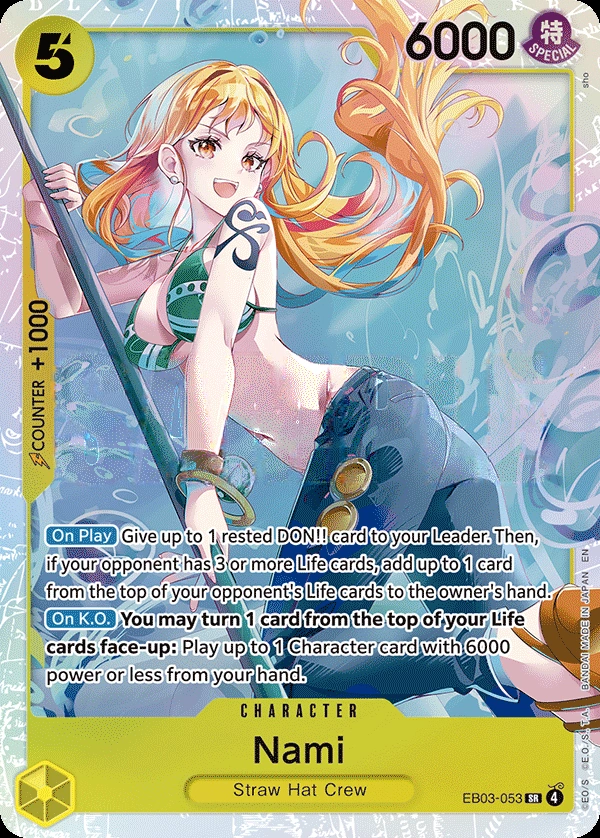 5
6000
特
SPECIAL
sho
COUNTER +1000
On Play Give up to 1 rested DON!! card to your Leader. Then,
if your opponent has 3 or more Life cards, add up to 1 card
from the top of your opponent's Life cards to the owner's hand.
On K.O. You may turn 1 card from the top of your Life
cards face-up: Play up to 1 Character card with 6000
power or less from your hand.
CHARACTER
Nami
Straw Hat Crew
EB03-053 SR 4
©E.O./S., T.A. BANDAI MADE IN JAPAN EN
©EO/S